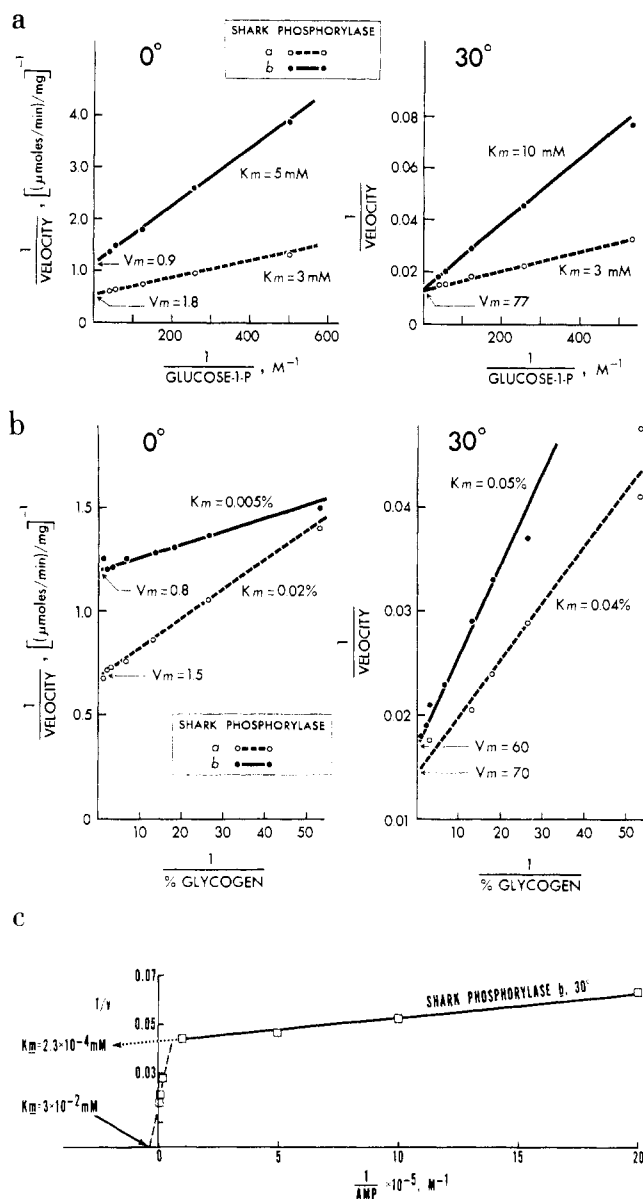 a
SHARK PHOSPHORYLASE
a
b
0°
30°
1
VELOCITY , [(μmoles/min)/mg]⁻¹
4.0
3.0
2.0
1.0
0
Km = 5 mM
Vm = 0.9
Km = 3 mM
Vm = 1.8
0 200 400 600
1
GLUCOSE-1-P , M⁻¹
1
VELOCITY
0.08
0.06
0.04
0.02
0
Km = 10 mM
Km = 3 mM
Vm = 77
0 200 400
1
GLUCOSE-1-P , M⁻¹
b
0°
30°
1
VELOCITY , [(μmoles/min)/mg]⁻¹
1.5
1.0
0.5
0
Km = 0.005%
Vm = 0.8
Km = 0.02%
Vm = 1.5
SHARK PHOSPHORYLASE
a
b
0 10 20 30 40 50
1
% GLYCOGEN
1
VELOCITY
0.04
0.03
0.02
0.01
Km = 0.05%
Km = 0.04%
Vm = 60
Vm = 70
0 10 20 30 40 50
1
% GLYCOGEN
c
0.07
1/v
0.05
0.03
SHARK PHOSPHORYLASE b, 30°
Km=2.3×10⁻⁴mM
Km=3×10⁻²mM
0 5 10 20
1
AMP ×10⁻⁵, M⁻¹